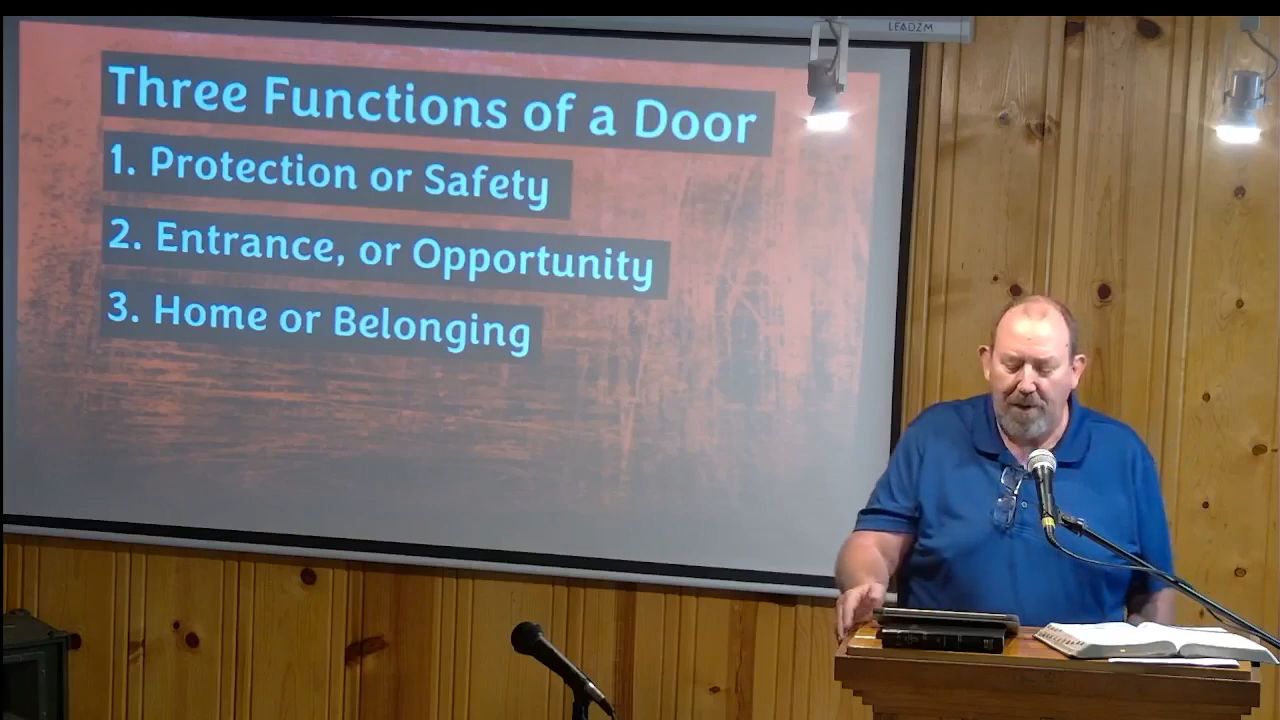 Three Functions of a Door
1. Protection or Safety
2. Entrance, or Opportunity
3. Home or Belonging